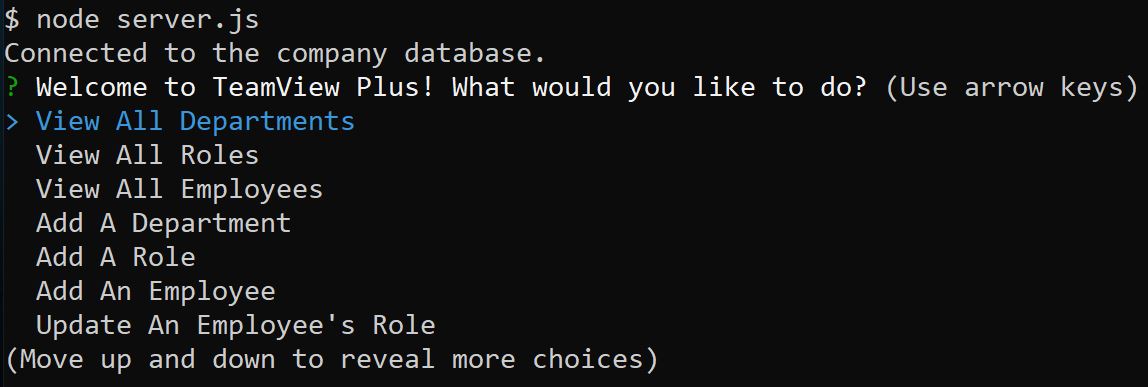 $ node server.js
Connected to the company database.
? Welcome to TeamView Plus! What would you like to do? (Use arrow keys)
> View All Departments
  View All Roles
  View All Employees
  Add A Department
  Add A Role
  Add An Employee
  Update An Employee's Role
(Move up and down to reveal more choices)